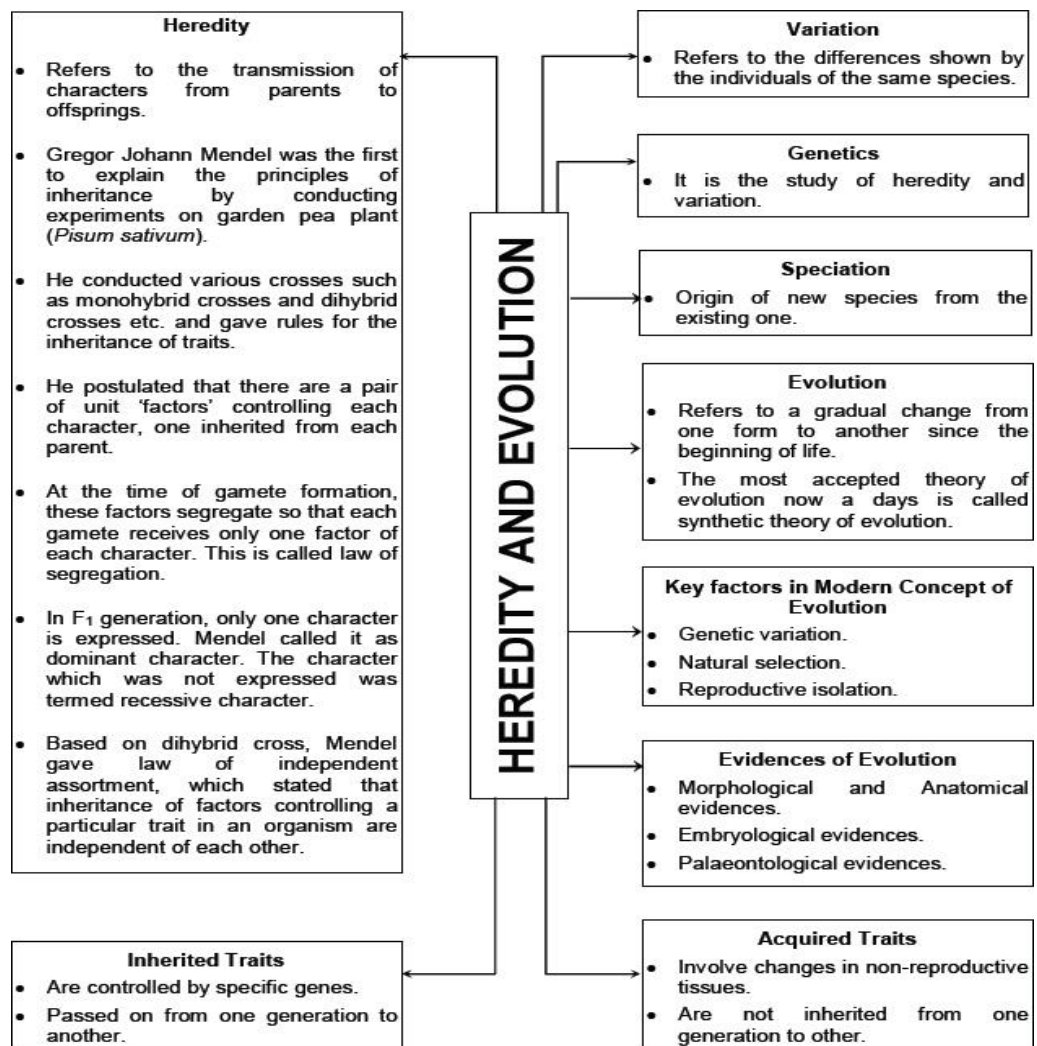 Heredity
• Refers to the transmission of
characters from parents to
offsprings.
• Gregor Johann Mendel was the first
to explain the principles of
inheritance by conducting
experiments on garden pea plant
(Pisum sativum).
• He conducted various crosses such
as monohybrid crosses and dihybrid
crosses etc. and gave rules for the
inheritance of traits.
• He postulated that there are a pair
of unit ‘factors’ controlling each
character, one inherited from each
parent.
• At the time of gamete formation,
these factors segregate so that each
gamete receives only one factor of
each character. This is called law of
segregation.
• In F₁ generation, only one character
is expressed. Mendel called it as
dominant character. The character
which was not expressed was
termed recessive character.
• Based on dihybrid cross, Mendel
gave law of independent
assortment, which stated that
inheritance of factors controlling a
particular trait in an organism are
independent of each other.
Inherited Traits
• Are controlled by specific genes.
• Passed on from one generation to
another.
HEREDITY AND EVOLUTION
Variation
• Refers to the differences shown by
the individuals of the same species.
Genetics
• It is the study of heredity and
variation.
Speciation
• Origin of new species from the
existing one.
Evolution
• Refers to a gradual change from
one form to another since the
beginning of life.
• The most accepted theory of
evolution now a days is called
synthetic theory of evolution.
Key factors in Modern Concept of
Evolution
• Genetic variation.
• Natural selection.
• Reproductive isolation.
Evidences of Evolution
• Morphological and Anatomical
evidences.
• Embryological evidences.
• Palaeontological evidences.
Acquired Traits
• Involve changes in non-reproductive
tissues.
• Are not inherited from one
generation to other.